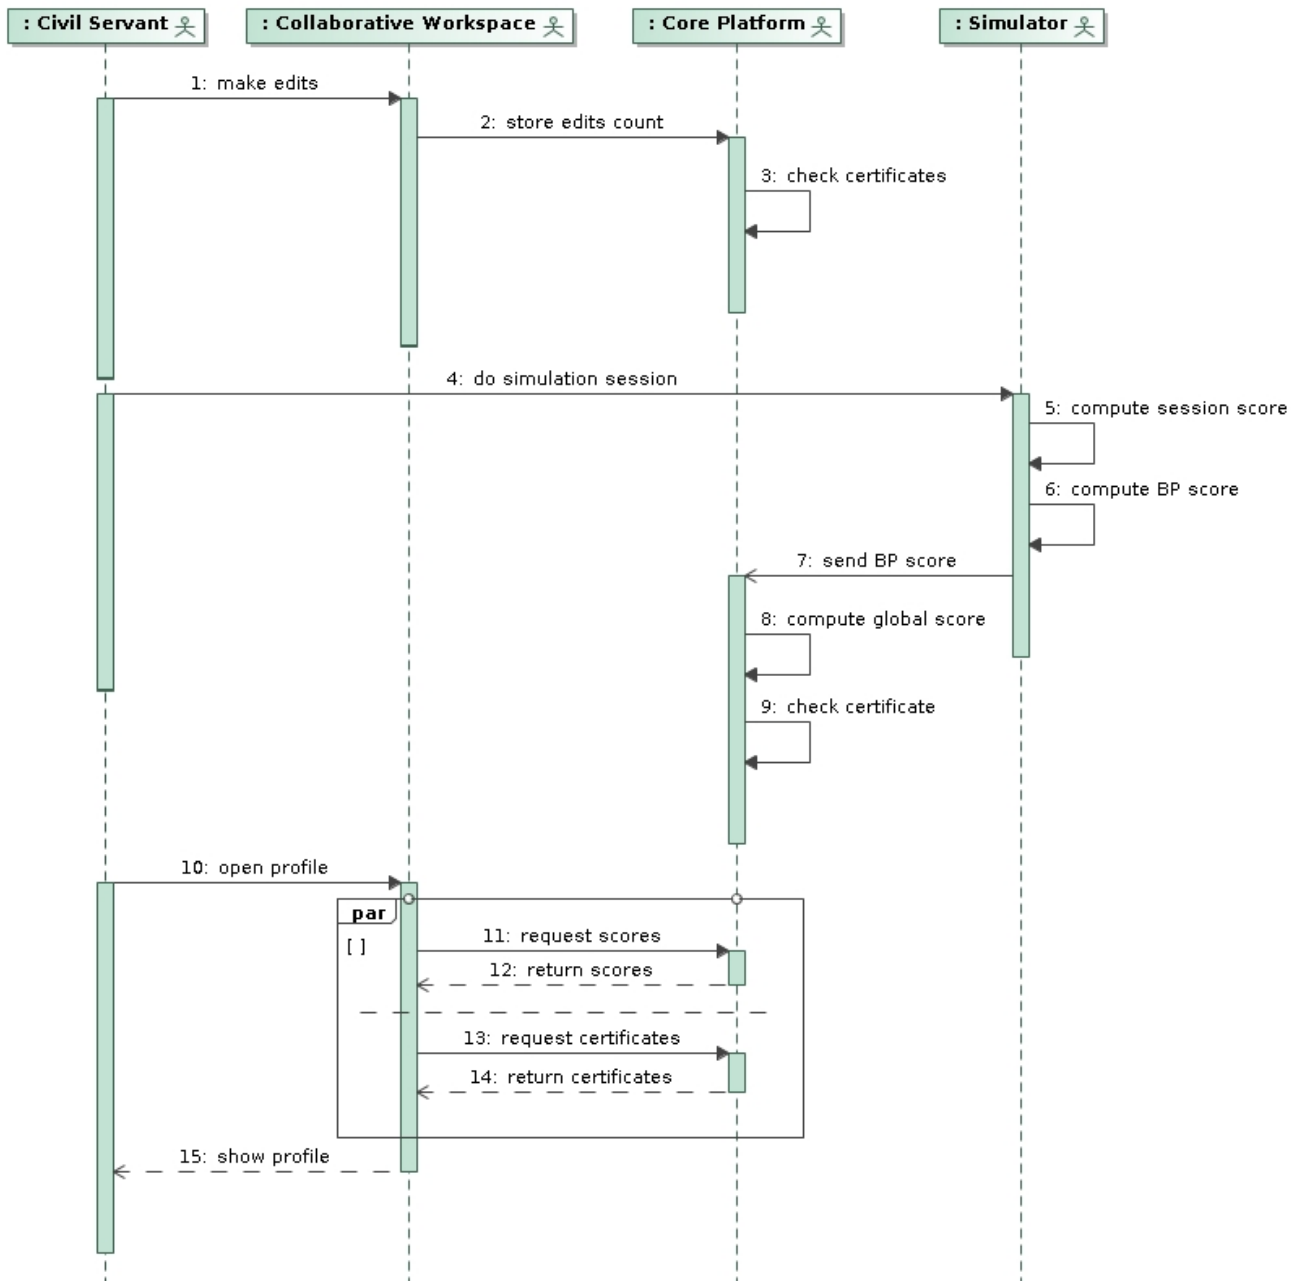 : Civil Servant
: Collaborative Workspace
: Core Platform
: Simulator
1: make edits
2: store edits count
3: check certificates
4: do simulation session
5: compute session score
6: compute BP score
7: send BP score
8: compute global score
9: check certificate
10: open profile
par
[ ]
11: request scores
12: return scores
13: request certificates
14: return certificates
15: show profile